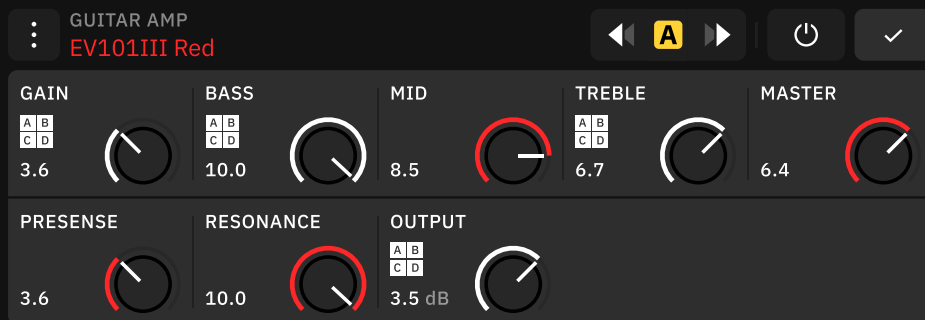 GUITAR AMP
EV101III Red
A
GAIN
A B
C D
3.6
BASS
A B
C D
10.0
MID
8.5
TREBLE
A B
C D
6.7
MASTER
6.4
PRESENSE
3.6
RESONANCE
10.0
OUTPUT
A B
C D
3.5 dB